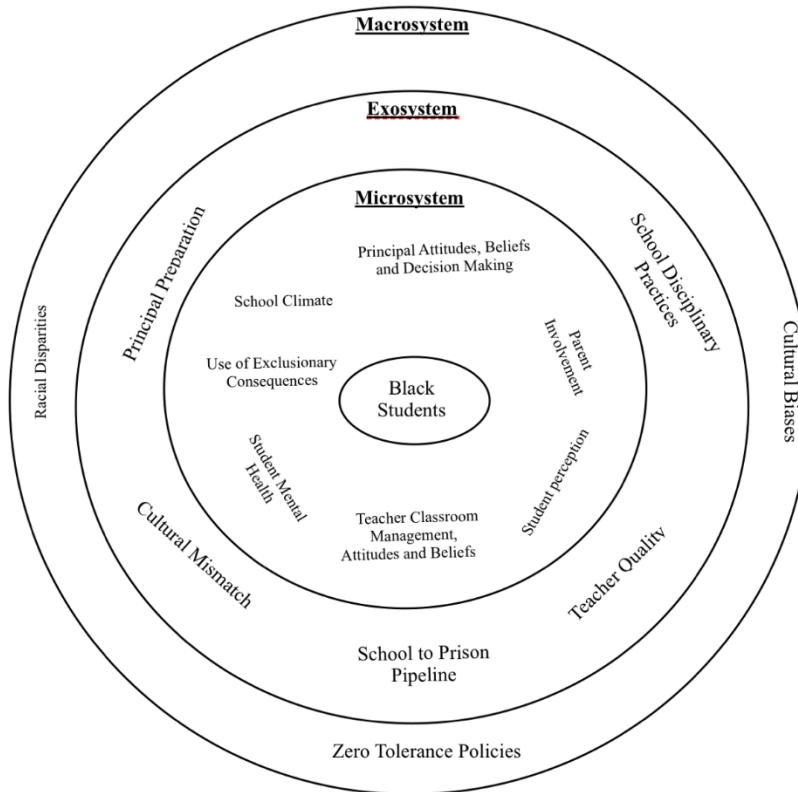 Macrosystem
Exosystem
Microsystem
Principal Attitudes, Beliefs
and Decision Making
School Climate
Use of Exclusionary
Consequences
Parent
Involvement
Black
Students
Student Mental
Health
Student perception
Teacher Classroom
Management,
Attitudes and Beliefs
Principal Preparation
School Disciplinary
Practices
Cultural Mismatch
Teacher Quality
School to Prison
Pipeline
Racial Disparities
Cultural Biases
Zero Tolerance Policies